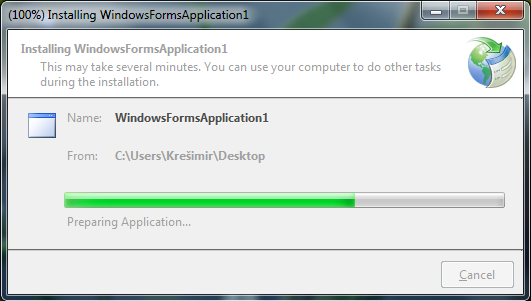 (100%) Installing WindowsFormsApplication1
Installing WindowsFormsApplication1
This may take several minutes. You can use your computer to do other tasks
during the installation.
Name: WindowsFormsApplication1
From: C:\Users\Krešimir\Desktop
Preparing Application...
Cancel